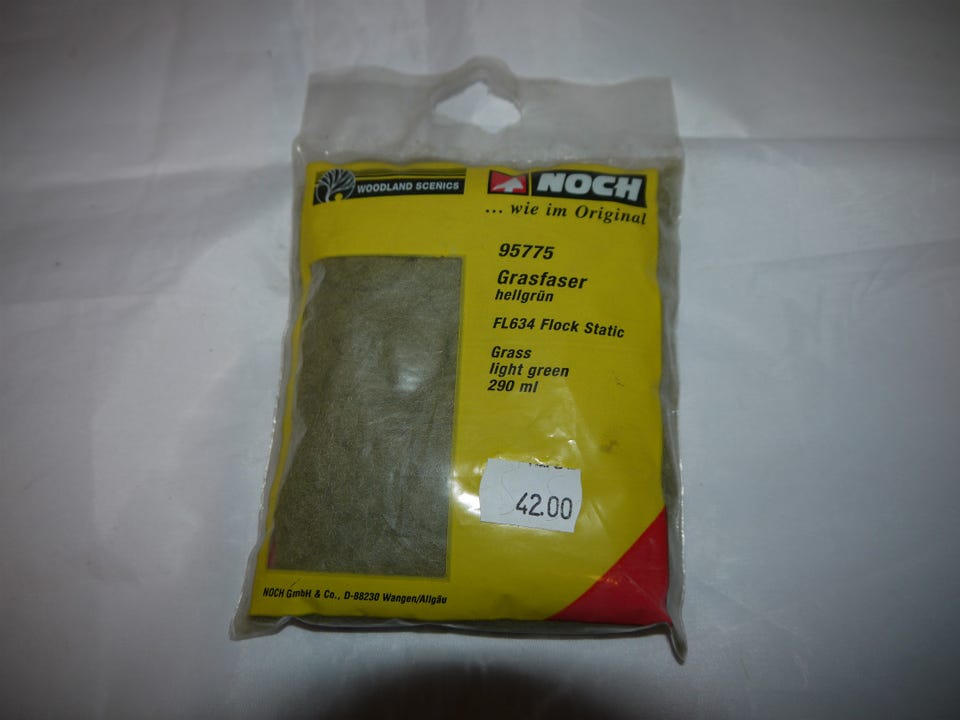 WOODLAND SCENICS
NOCH
... wie im Original
95775
Grasfaser
hellgrün
FL634 Flock Static
Grass
light green
290 ml
42.00
NOCH GmbH & Co., D-88230 Wangen/Allgäu